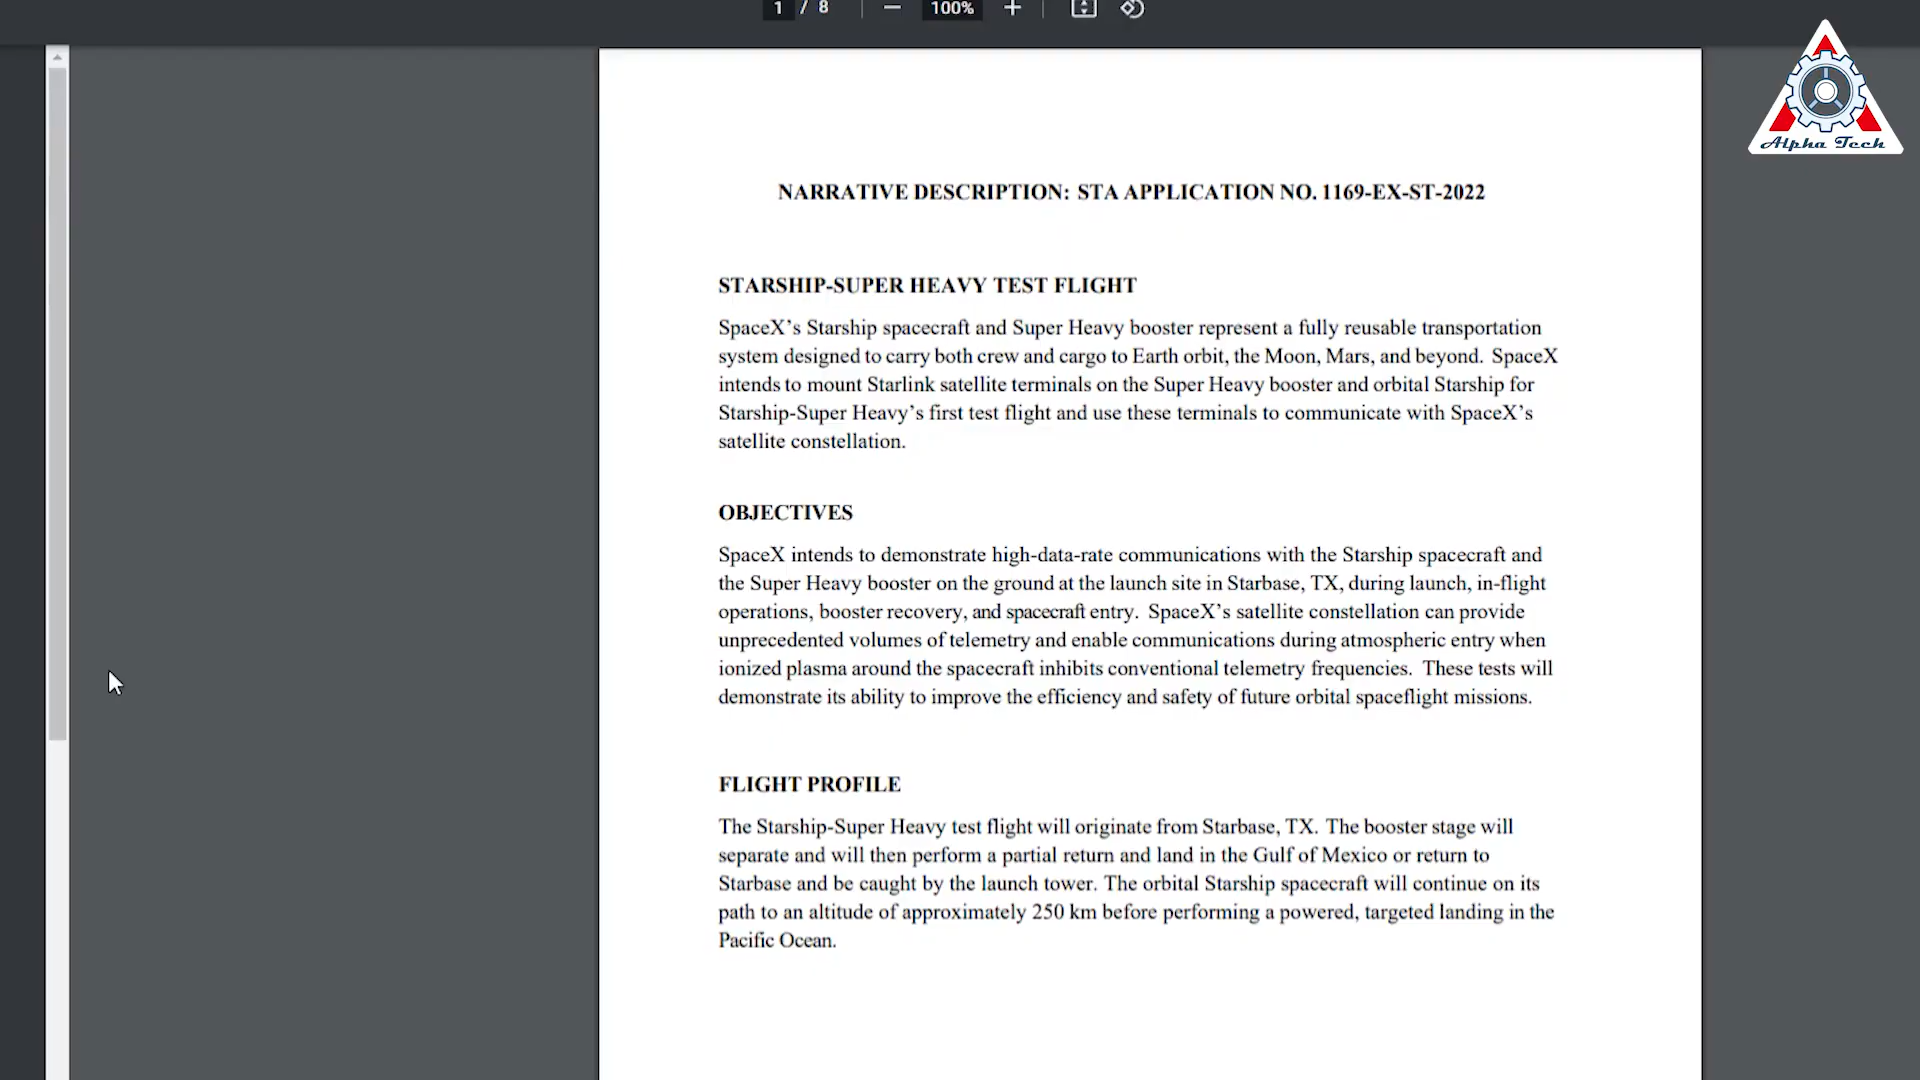 1 / 8 100%
Alpha Tech
NARRATIVE DESCRIPTION: STA APPLICATION NO. 1169-EX-ST-2022
STARSHIP-SUPER HEAVY TEST FLIGHT
SpaceX’s Starship spacecraft and Super Heavy booster represent a fully reusable transportation
system designed to carry both crew and cargo to Earth orbit, the Moon, Mars, and beyond. SpaceX
intends to mount Starlink satellite terminals on the Super Heavy booster and orbital Starship for
Starship-Super Heavy’s first test flight and use these terminals to communicate with SpaceX’s
satellite constellation.
OBJECTIVES
SpaceX intends to demonstrate high-data-rate communications with the Starship spacecraft and
the Super Heavy booster on the ground at the launch site in Starbase, TX, during launch, in-flight
operations, booster recovery, and spacecraft entry. SpaceX’s satellite constellation can provide
unprecedented volumes of telemetry and enable communications during atmospheric entry when
ionized plasma around the spacecraft inhibits conventional telemetry frequencies. These tests will
demonstrate its ability to improve the efficiency and safety of future orbital spaceflight missions.
FLIGHT PROFILE
The Starship-Super Heavy test flight will originate from Starbase, TX. The booster stage will
separate and will then perform a partial return and land in the Gulf of Mexico or return to
Starbase and be caught by the launch tower. The orbital Starship spacecraft will continue on its
path to an altitude of approximately 250 km before performing a powered, targeted landing in the
Pacific Ocean.